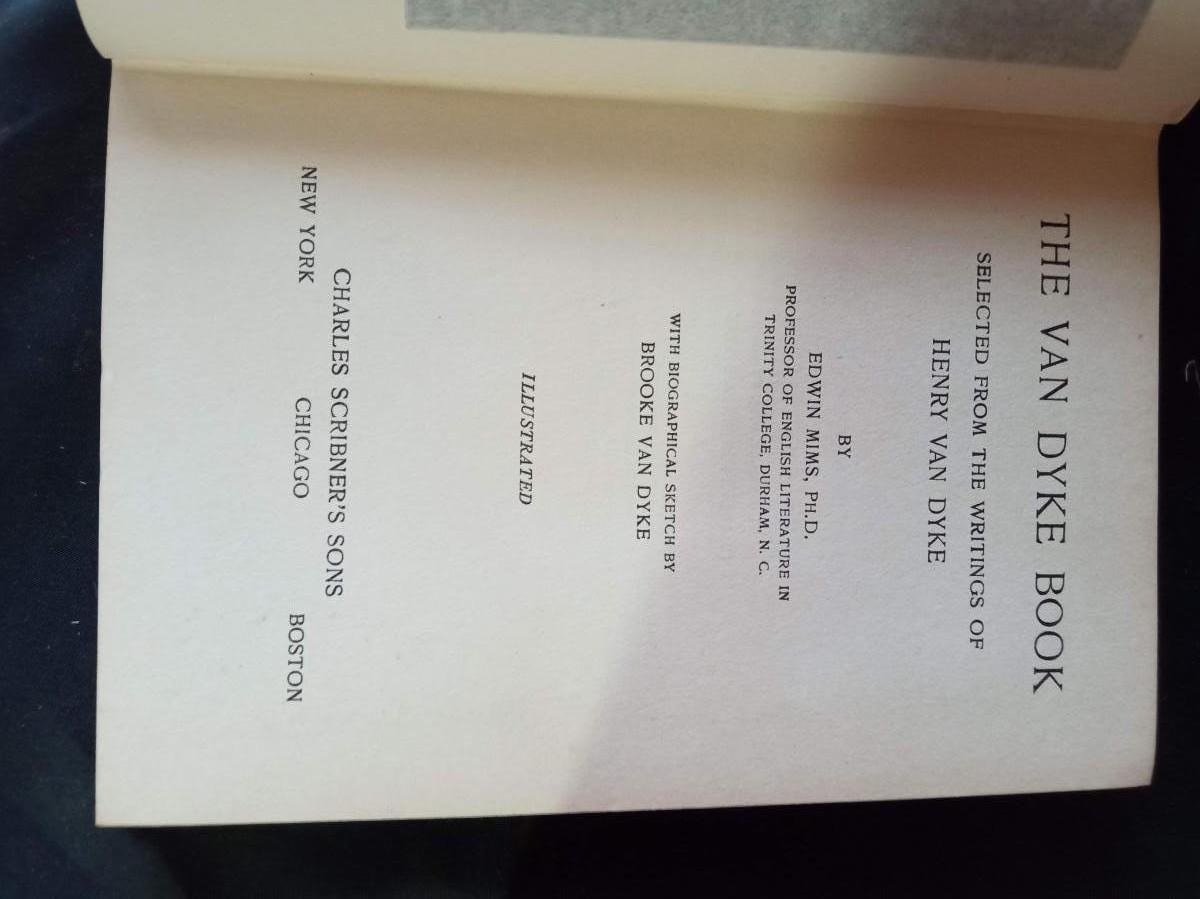 THE VAN DYKE BOOK
SELECTED FROM THE WRITINGS OF
HENRY VAN DYKE
BY
EDWIN MIMS, PH.D.
PROFESSOR OF ENGLISH LITERATURE IN
TRINITY COLLEGE, DURHAM, N. C.
WITH BIOGRAPHICAL SKETCH BY
BROOKE VAN DYKE
ILLUSTRATED
CHARLES SCRIBNER'S SONS
NEW YORK CHICAGO BOSTON